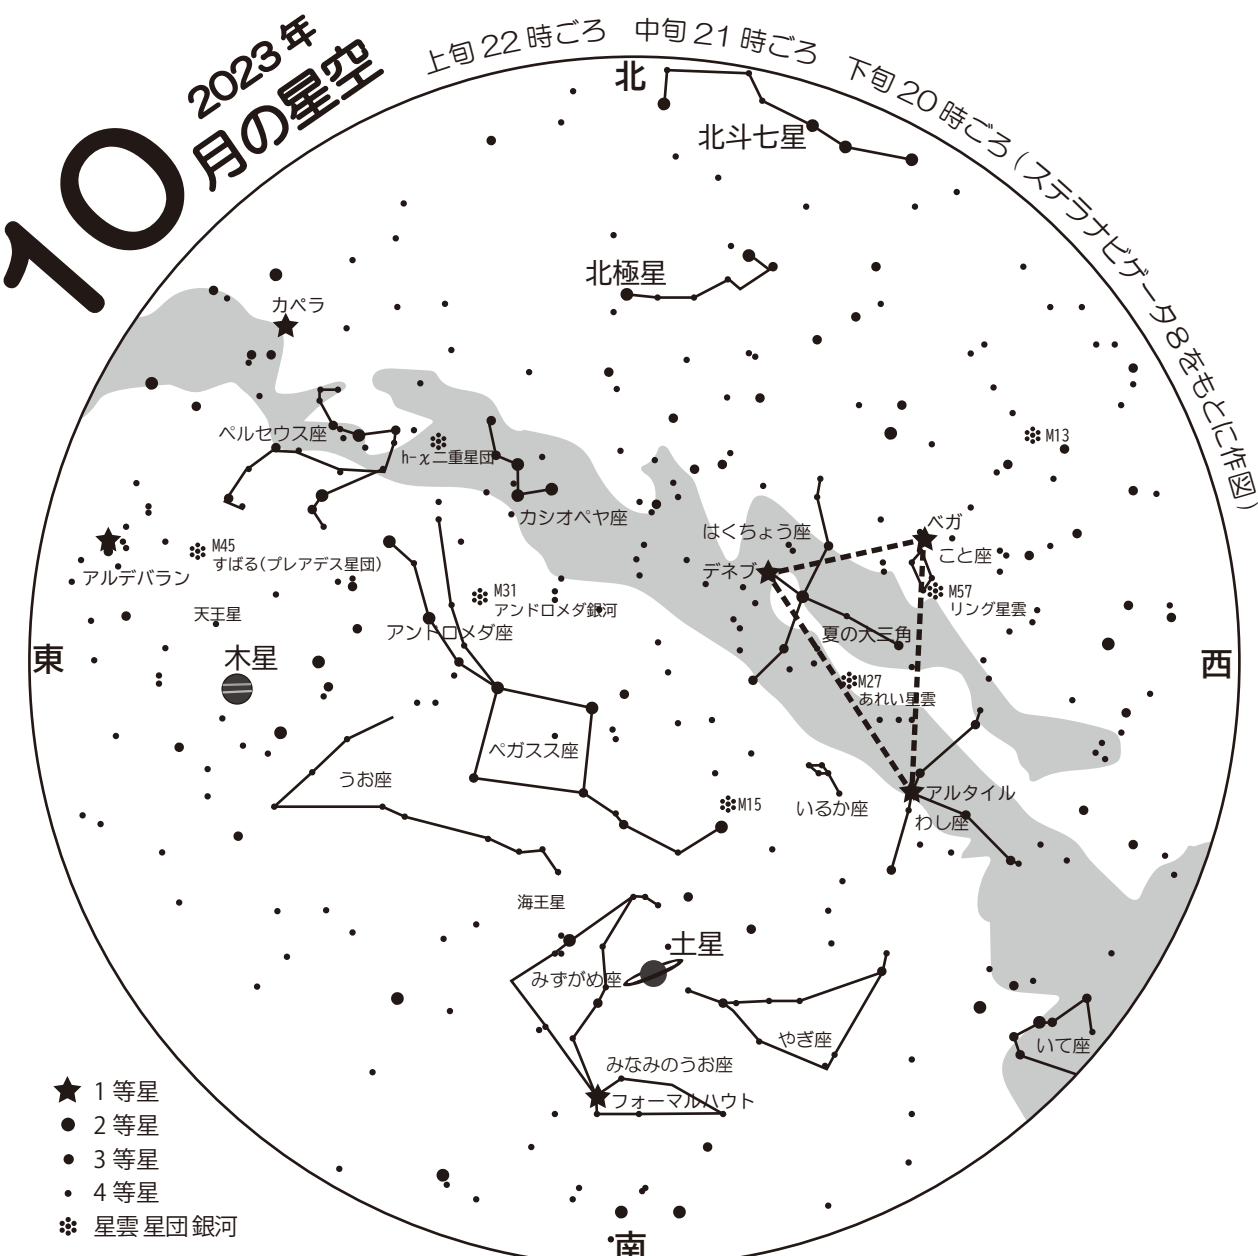 2023年
10月の星空
上旬22時ごろ 中旬21時ごろ 下旬20時ごろ(ステラナビゲータ8をもとに作図)
北
北斗七星
北極星
カペラ
ペルセウス座
h-χ二重星団
カシオペヤ座
M13
はくちょう座
ベガ
こと座
デネブ
M57
リング星雲
夏の大三角
M27
あれい星雲
M45
すばる(プレアデス星団)
アルデバラン
天王星
M31
アンドロメダ銀河
アンドロメダ座
東
木星
西
ペガスス座
うお座
M15
いるか座
アルタイル
わし座
海王星
土星
みずがめ座
やぎ座
いて座
みなみのうお座
フォーマルハウト
1等星
2等星
3等星
4等星
星雲 星団 銀河
南